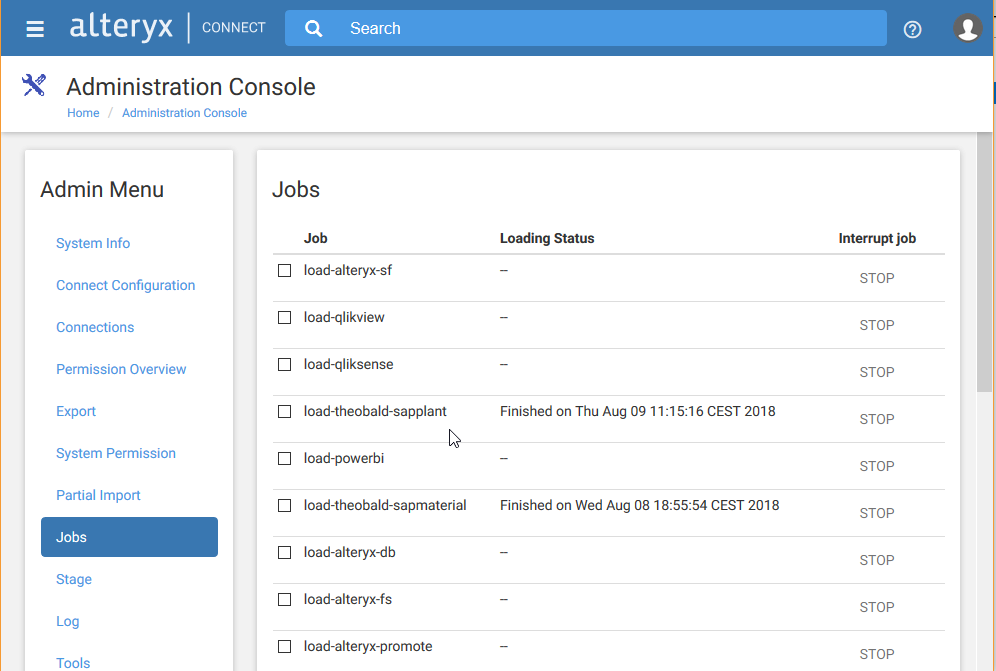 alteryx CONNECT Search
Administration Console
Home / Administration Console
Admin Menu
System Info
Connect Configuration
Connections
Permission Overview
Export
System Permission
Partial Import
Jobs
Stage
Log
Tools
Jobs
Job Loading Status Interrupt job
load-alteryx-sf -- STOP
load-qlikview -- STOP
load-qliksense -- STOP
load-theobald-sapplant Finished on Thu Aug 09 11:15:16 CEST 2018 STOP
load-powerbi -- STOP
load-theobald-sapmaterial Finished on Wed Aug 08 18:55:54 CEST 2018 STOP
load-alteryx-db -- STOP
load-alteryx-fs -- STOP
load-alteryx-promote -- STOP